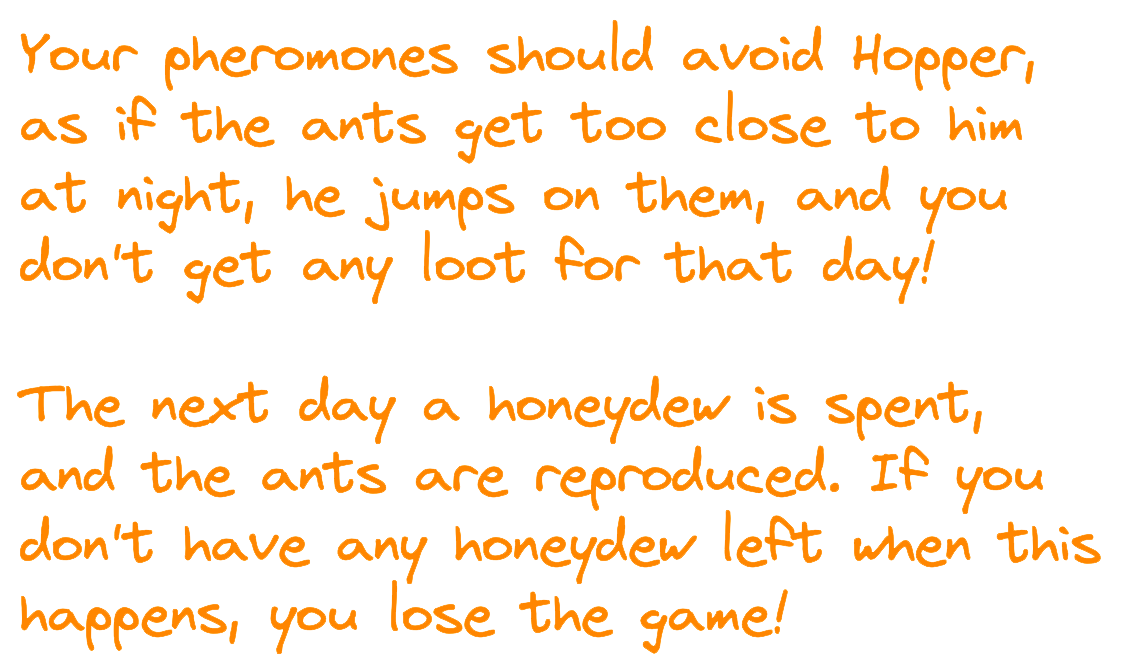 Your pheromones should avoid Hopper,
as if the ants get too close to him
at night, he jumps on them, and you
don't get any loot for that day!
The next day a honeydew is spent,
and the ants are reproduced. If you
don't have any honeydew left when this
happens, you lose the game!